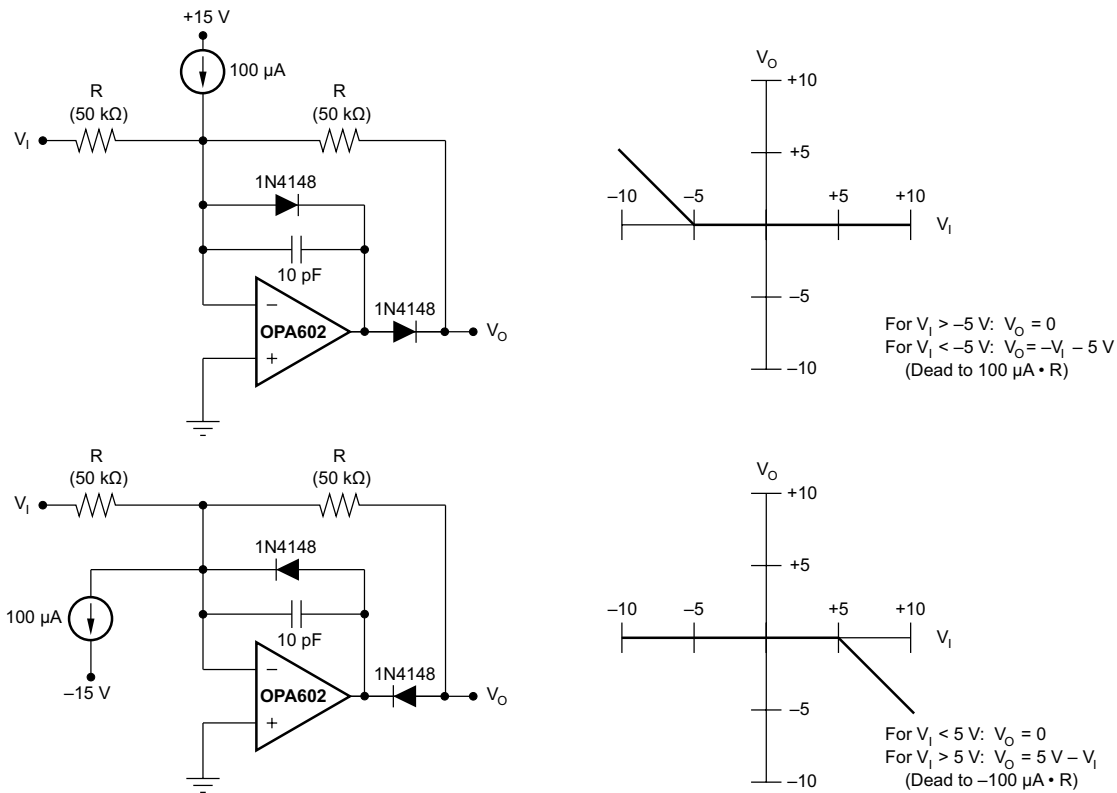 +15 V
100 µA
R
(50 kΩ)
R
(50 kΩ)
V_I
1N4148
10 pF
–
OPA602
+
1N4148
V_O
V_O
+10
+5
–10
–5
+5
+10
V_I
–5
–10
For V_I > –5 V: V_O = 0
For V_I < –5 V: V_O = –V_I – 5 V
(Dead to 100 µA • R)
R
(50 kΩ)
R
(50 kΩ)
V_I
1N4148
100 µA
10 pF
–15 V
–
OPA602
+
1N4148
V_O
V_O
+10
+5
–10
–5
+5
+10
V_I
–5
–10
For V_I < 5 V: V_O = 0
For V_I > 5 V: V_O = 5 V – V_I
(Dead to –100 µA • R)